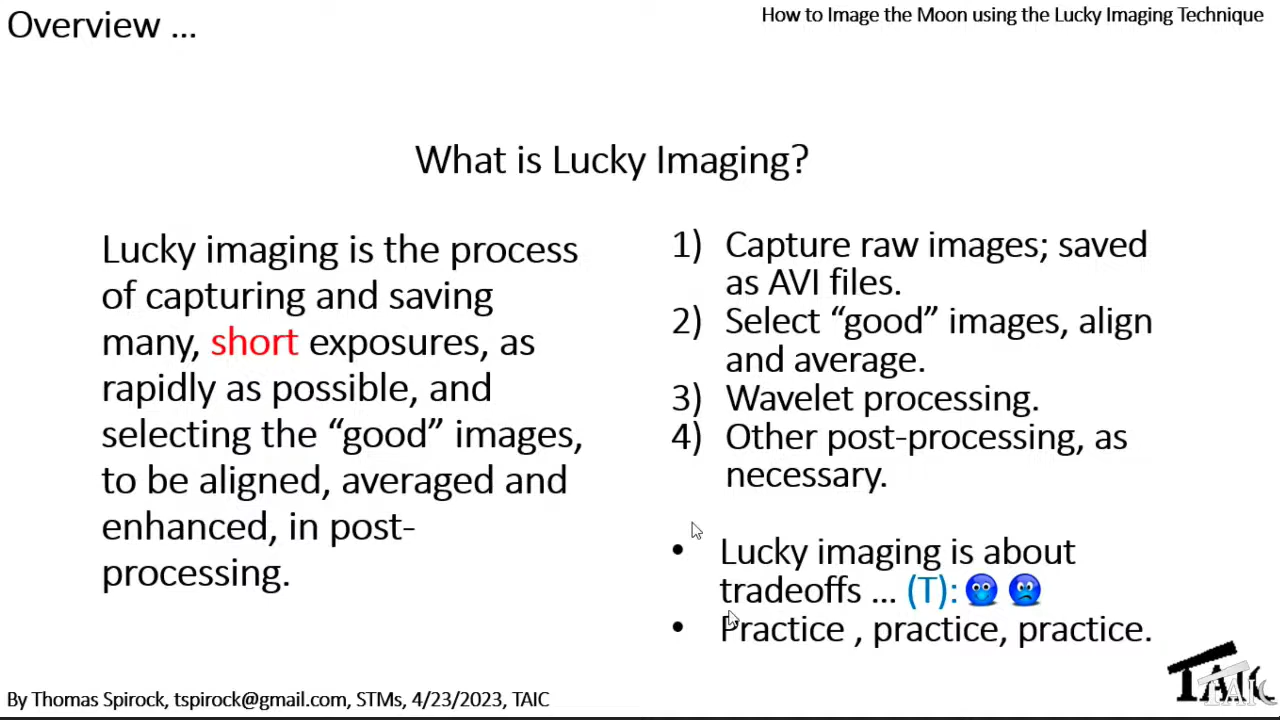 Overview ...
How to Image the Moon using the Lucky Imaging Technique
What is Lucky Imaging?
Lucky imaging is the process
of capturing and saving
many, short exposures, as
rapidly as possible, and
selecting the “good” images,
to be aligned, averaged and
enhanced, in post-
processing.
1) Capture raw images; saved
as AVI files.
2) Select “good” images, align
and average.
3) Wavelet processing.
4) Other post-processing, as
necessary.
• Lucky imaging is about
tradeoffs ... (T):
• Practice , practice, practice.
By Thomas Spirock, tspirock@gmail.com, STMs, 4/23/2023, TAIC
TAIC
TAIC